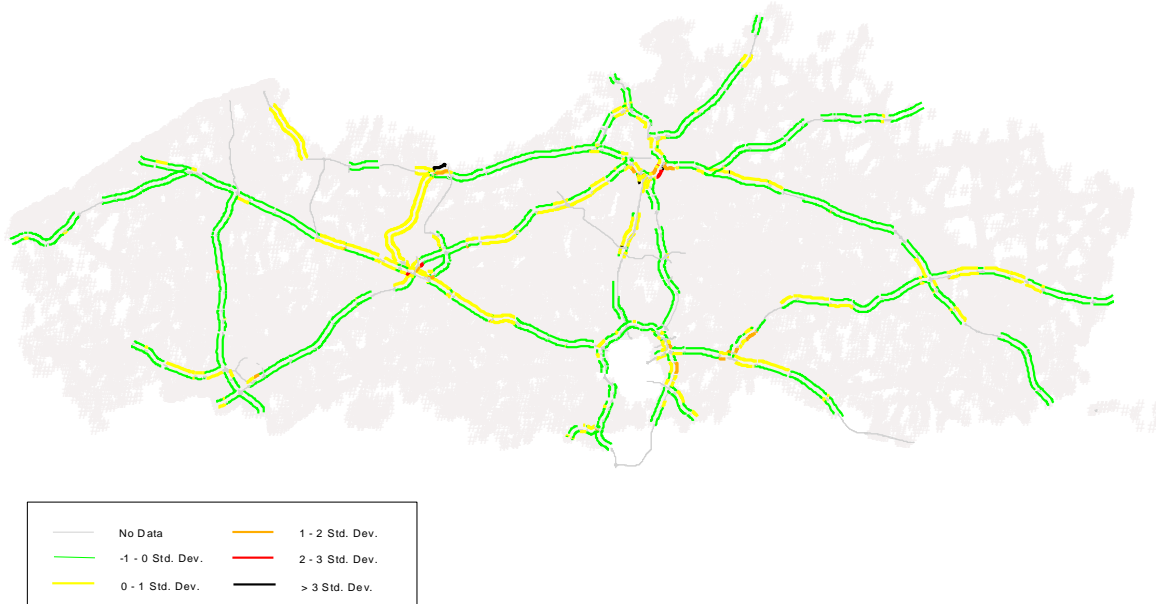 No Data
-1 - 0 Std. Dev.
0 - 1 Std. Dev.
1 - 2 Std. Dev.
2 - 3 Std. Dev.
> 3 Std. Dev.